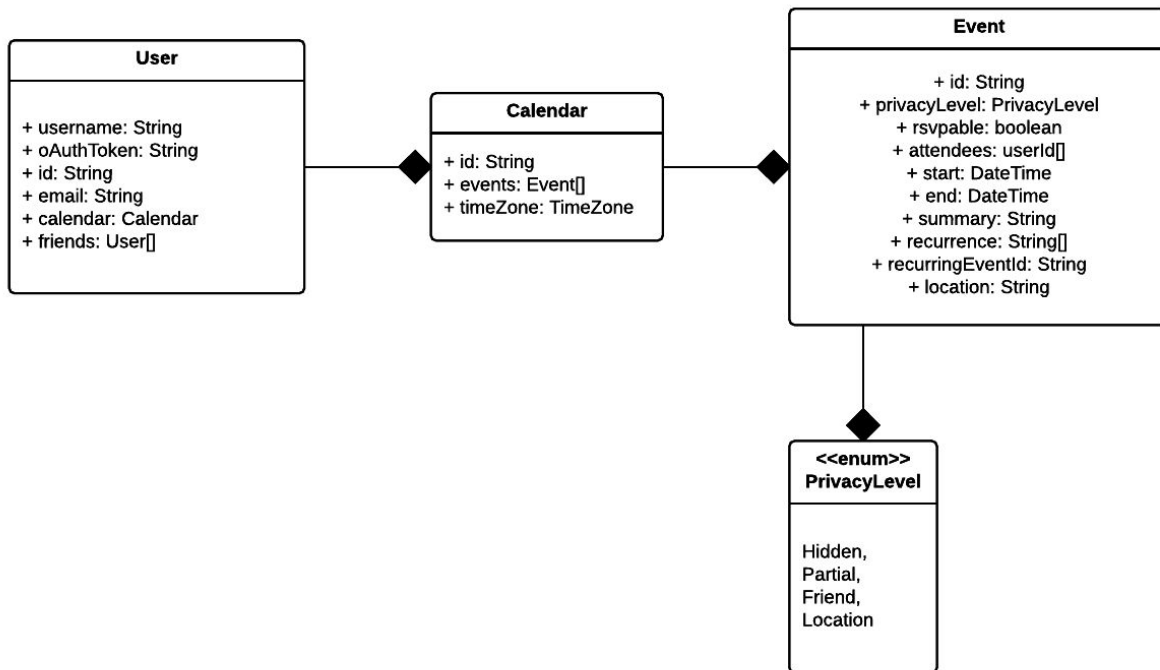 User
+ username: String
+ oAuthToken: String
+ id: String
+ email: String
+ calendar: Calendar
+ friends: User[]
Calendar
+ id: String
+ events: Event[]
+ timeZone: TimeZone
Event
+ id: String
+ privacyLevel: PrivacyLevel
+ rsvpable: boolean
+ attendees: userId[]
+ start: DateTime
+ end: DateTime
+ summary: String
+ recurrence: String[]
+ recurringEventId: String
+ location: String
<<enum>>
PrivacyLevel
Hidden,
Partial,
Friend,
Location